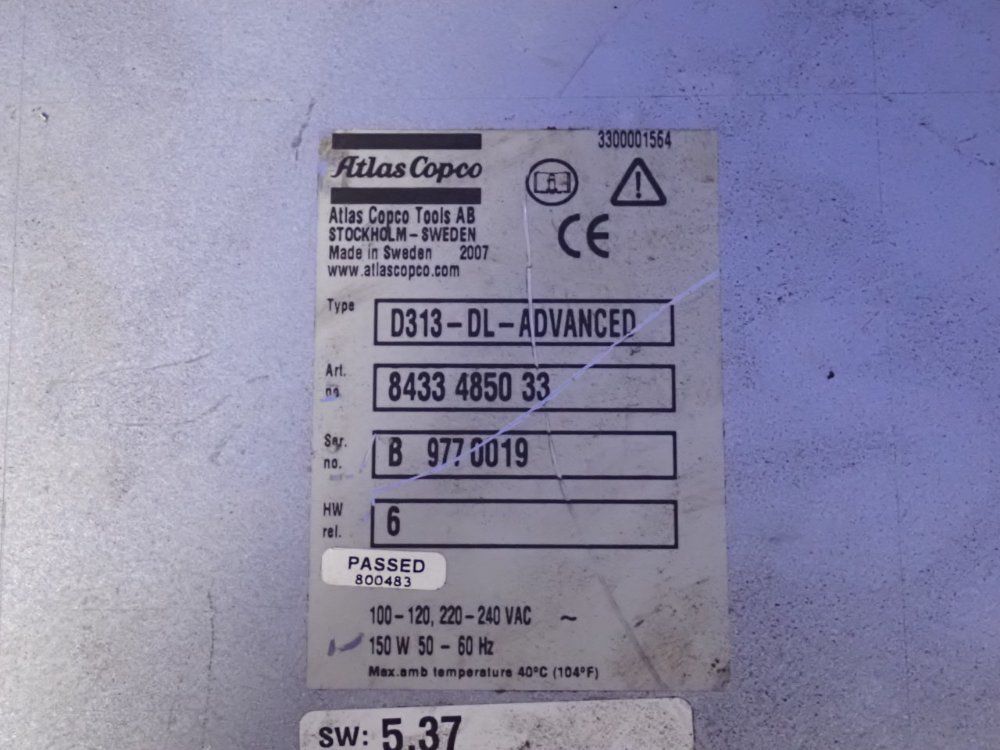 3300001564
Atlas Copco
Atlas Copco Tools AB
STOCKHOLM - SWEDEN
Made in Sweden 2007
www.atlascopco.com
CE
Type D313-DL-ADVANCED
Art. no. 8433 4850 33
Ser. no. B 977 0019
HW rel. 6
PASSED
800483
100-120, 220-240 VAC ~
150 W 50 - 60 Hz
Max.amb temperature 40°C (104°F)
SW: 5.37